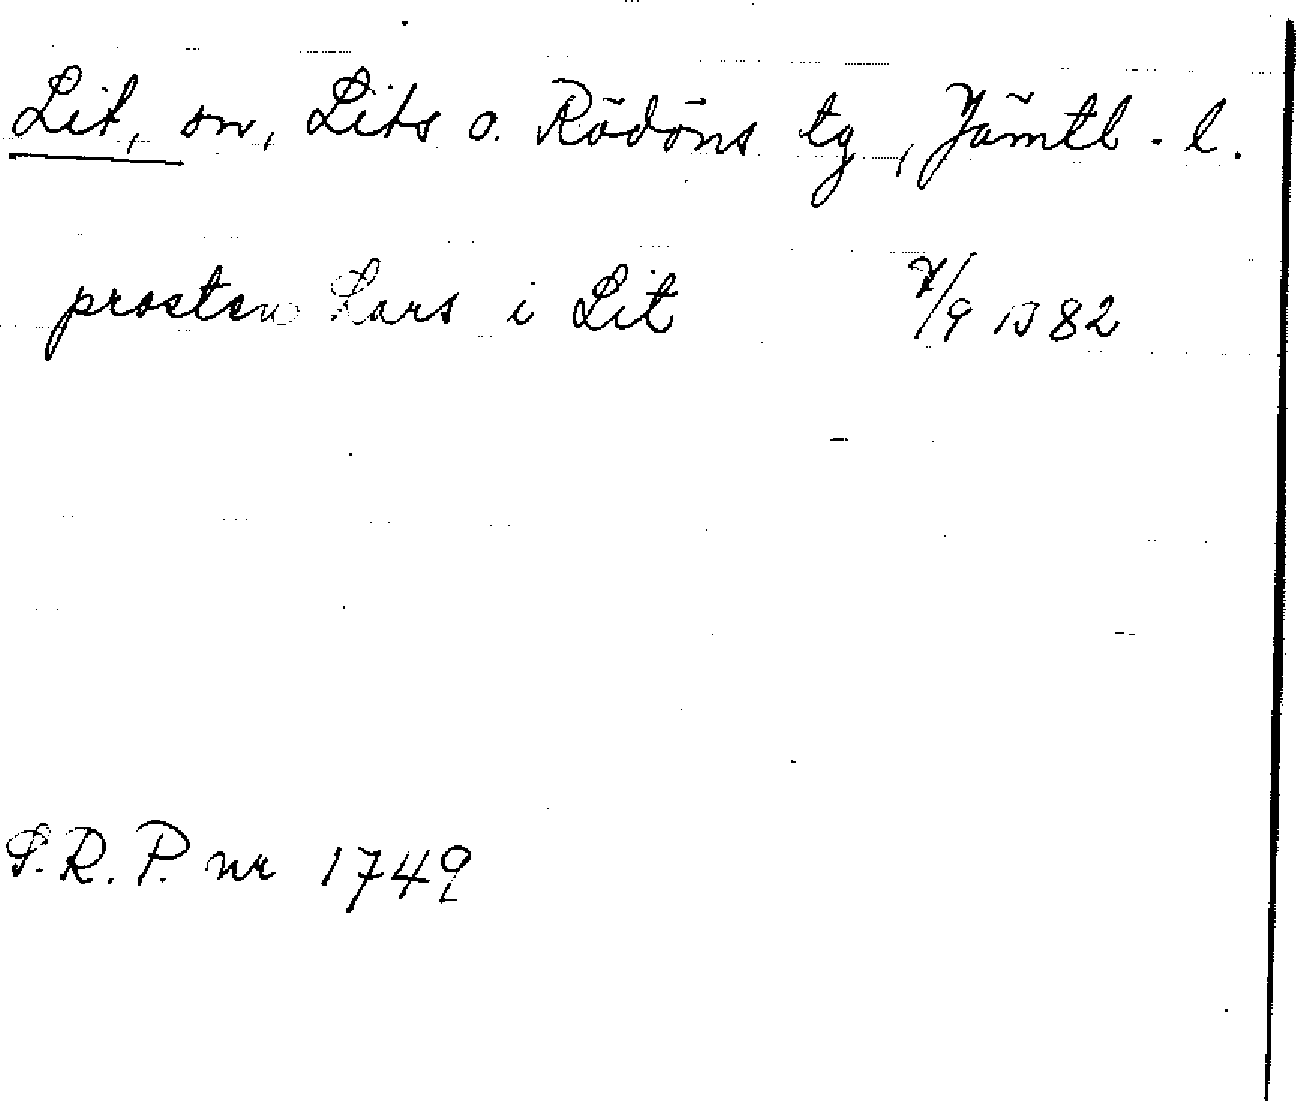 Lit, sn, Lits o. Rödöns tg, Jämtl. l.
prosten Lars i Lit 7/9 1382
S.R.P. nr 1749